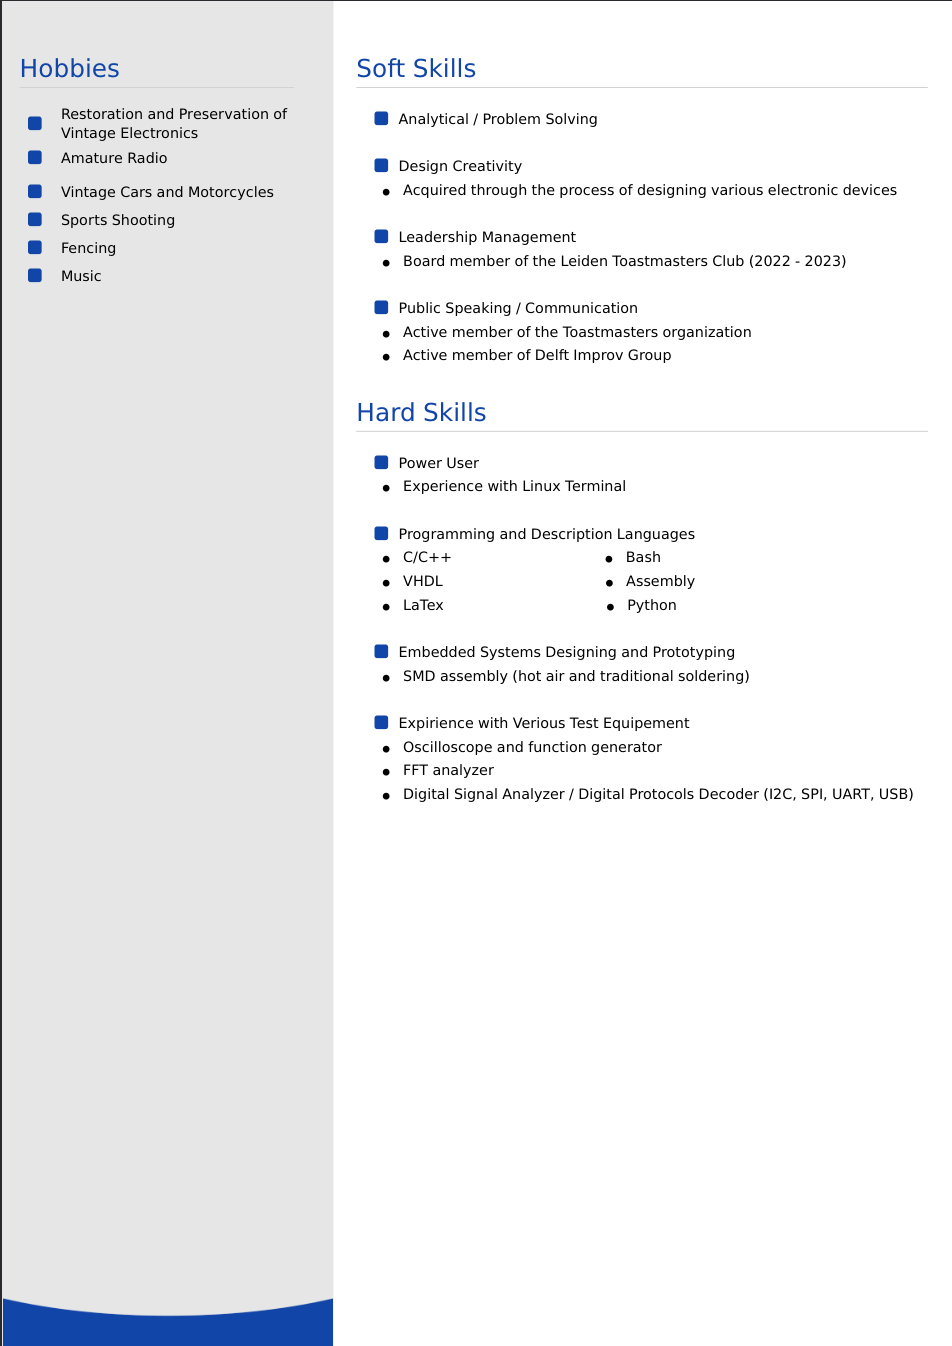 Hobbies
Restoration and Preservation of
Vintage Electronics
Amature Radio
Vintage Cars and Motorcycles
Sports Shooting
Fencing
Music
Soft Skills
Analytical / Problem Solving
Design Creativity
Acquired through the process of designing various electronic devices
Leadership Management
Board member of the Leiden Toastmasters Club (2022 - 2023)
Public Speaking / Communication
Active member of the Toastmasters organization
Active member of Delft Improv Group
Hard Skills
Power User
Experience with Linux Terminal
Programming and Description Languages
C/C++
VHDL
LaTex
Bash
Assembly
Python
Embedded Systems Designing and Prototyping
SMD assembly (hot air and traditional soldering)
Expirience with Verious Test Equipement
Oscilloscope and function generator
FFT analyzer
Digital Signal Analyzer / Digital Protocols Decoder (I2C, SPI, UART, USB)